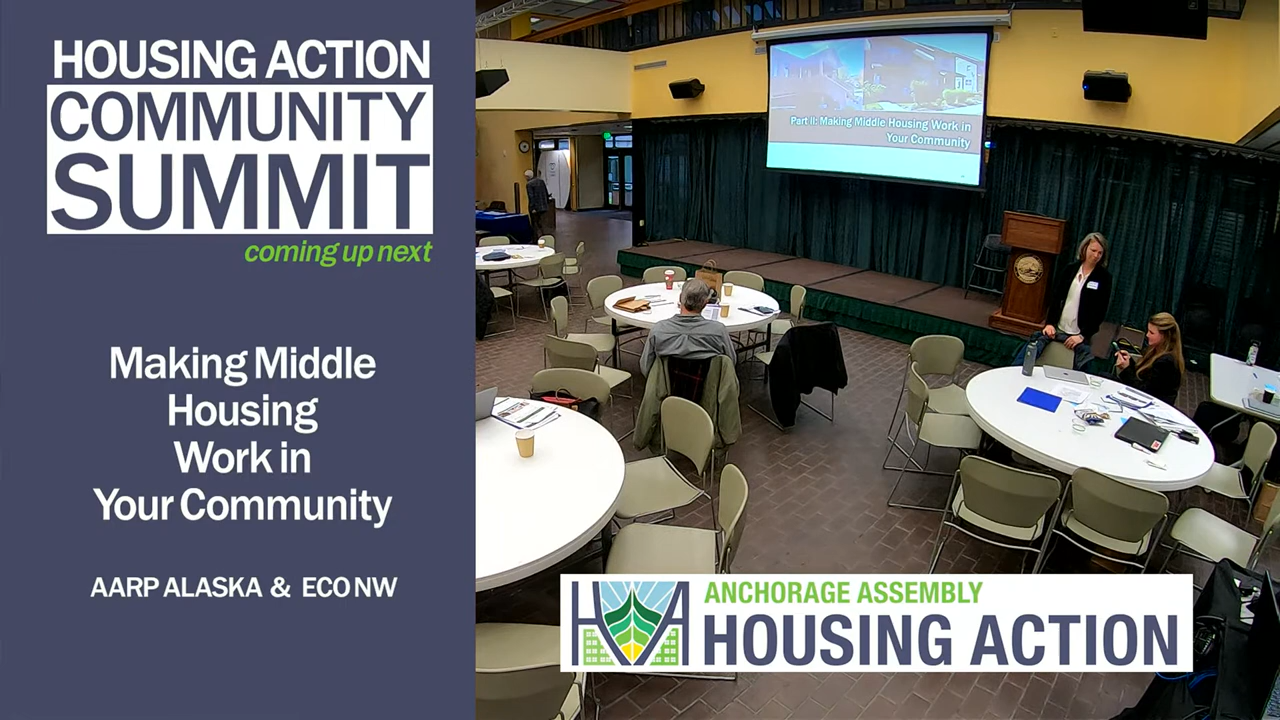 HOUSING ACTION
COMMUNITY
SUMMIT
coming up next
Making Middle
Housing
Work in
Your Community
AARP ALASKA & ECONW
Part II: Making Middle Housing Work in
Your Community
HA
ANCHORAGE ASSEMBLY
HOUSING ACTION